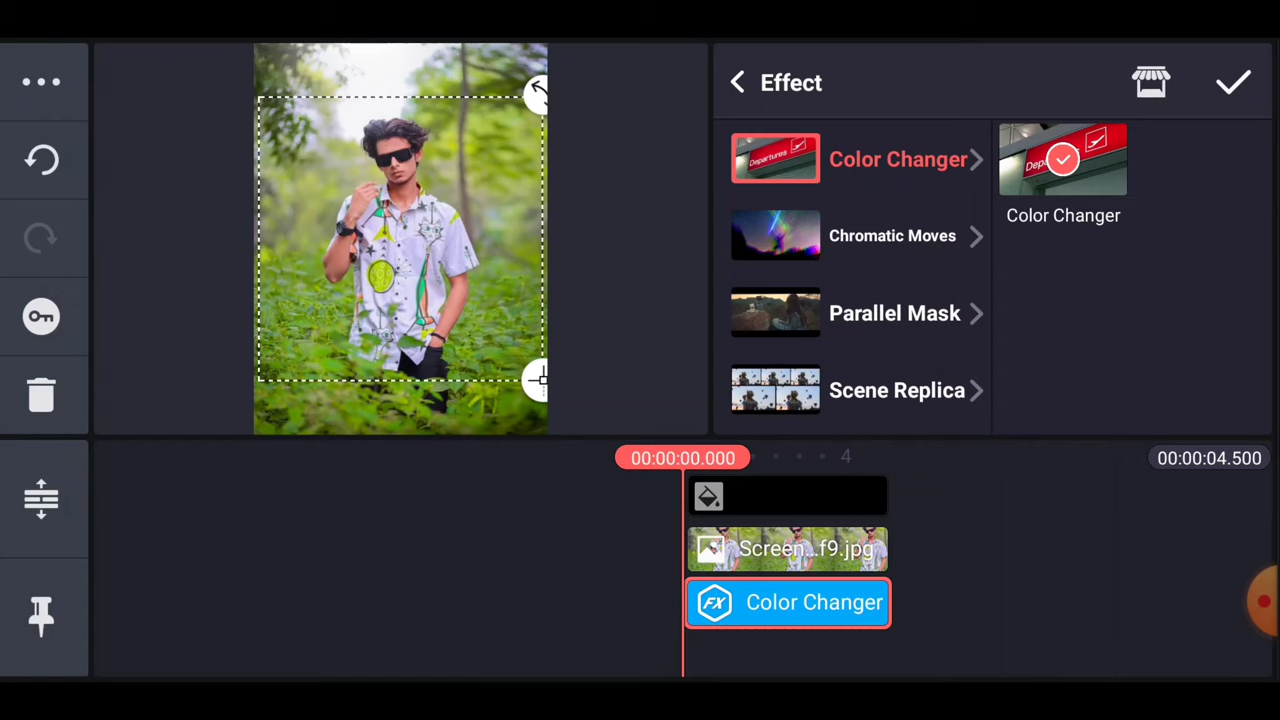 Effect
Color Changer
Color Changer
Chromatic Moves
Parallel Mask
Scene Replica
Departures
00:00:00.000
4
00:00:04.500
Screen...f9.jpg
FX
Color Changer